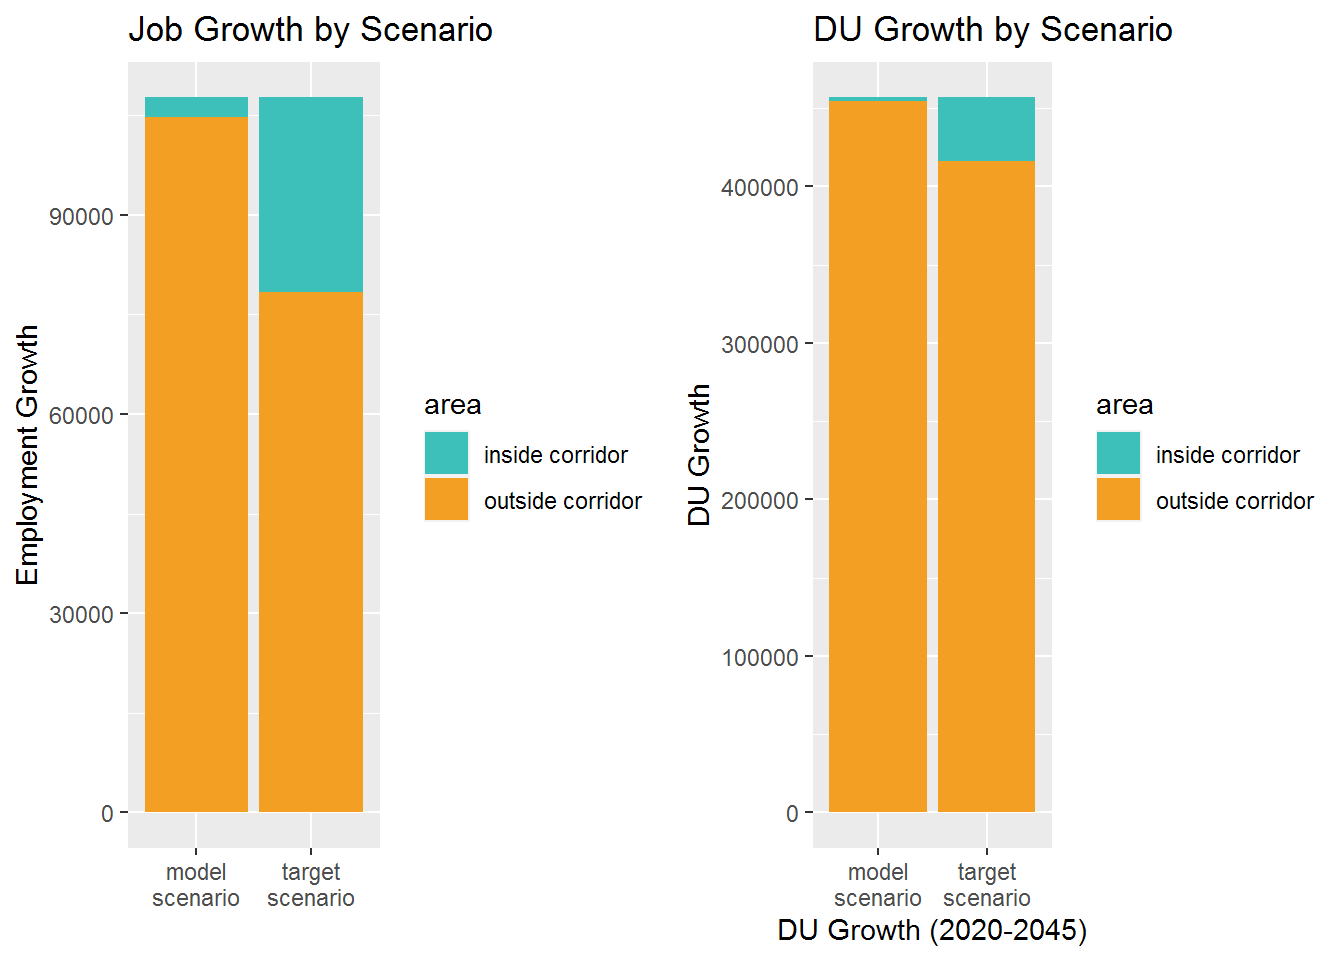 Job Growth by Scenario
Employment Growth
90000
60000
30000
0
model
scenario
target
scenario
area
inside corridor
outside corridor
DU Growth by Scenario
DU Growth
400000
300000
200000
100000
0
model
scenario
target
scenario
DU Growth (2020-2045)
area
inside corridor
outside corridor